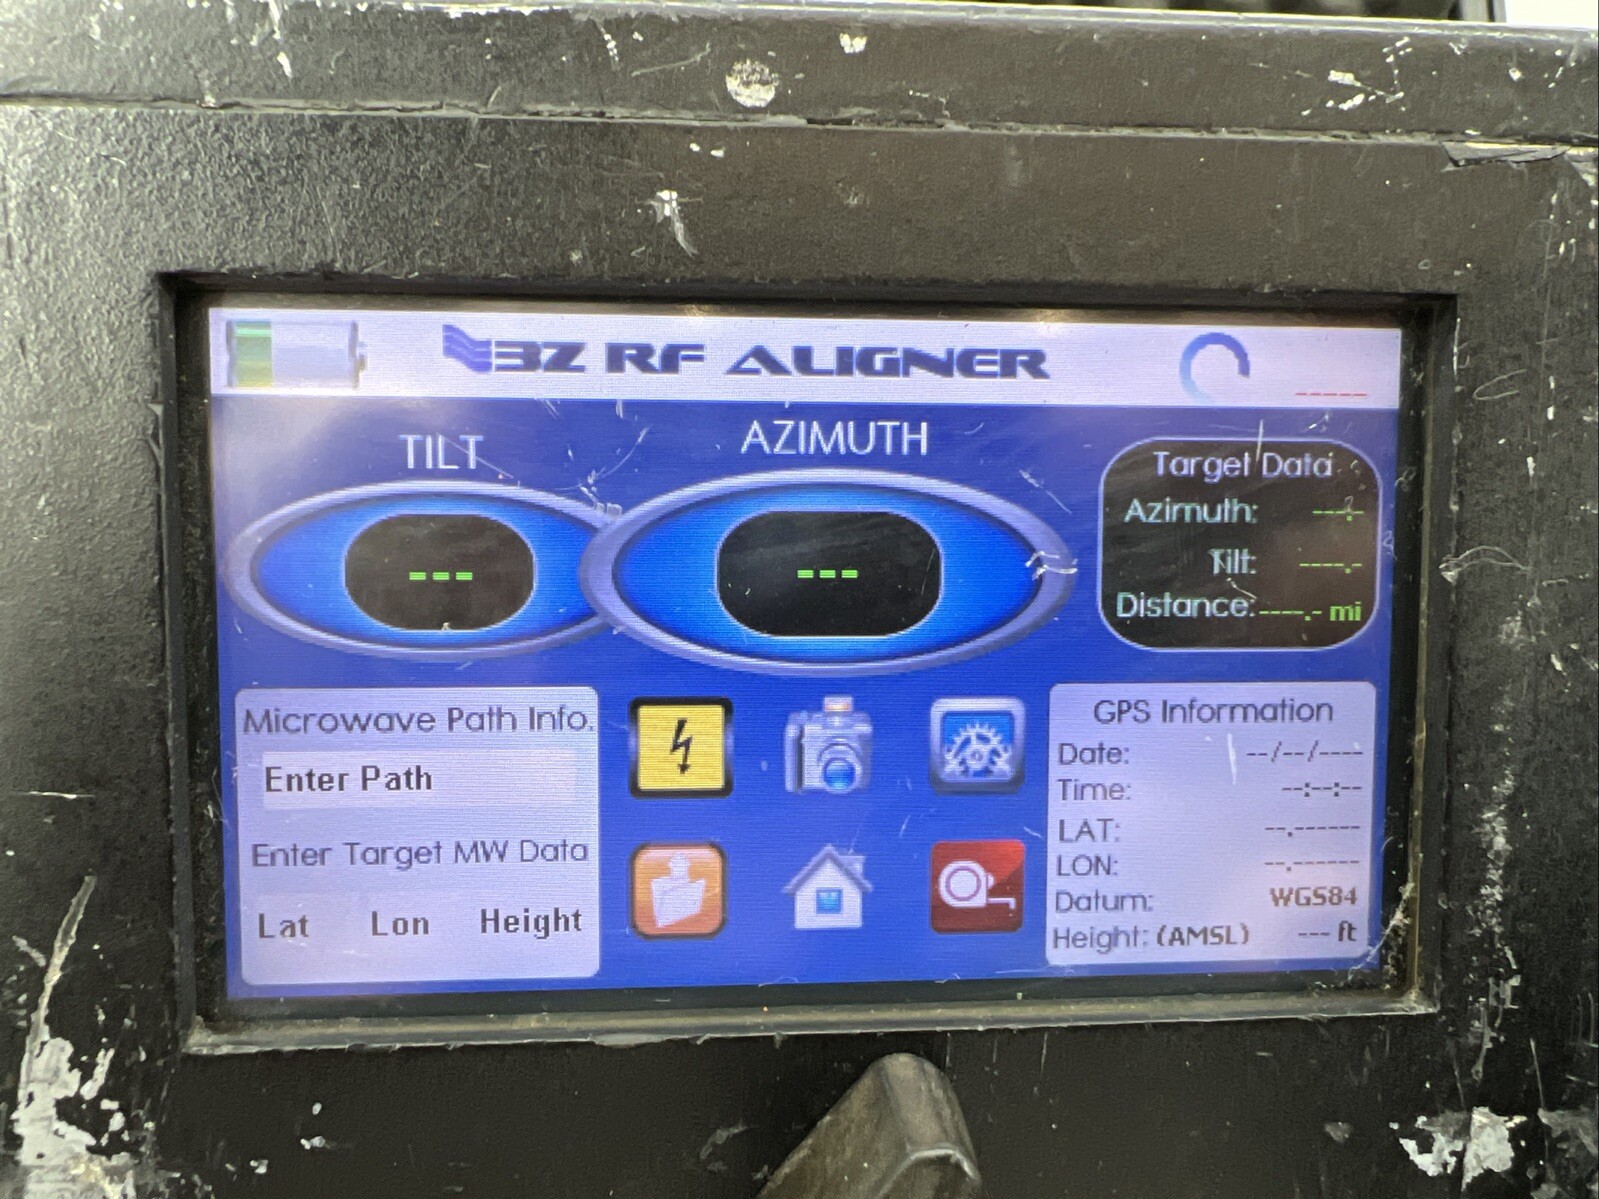 3Z RF ALIGNER
-----
TILT
---
AZIMUTH
---
Target Data
Azimuth: ---.-
Tilt: ----.-
Distance: ----.- mi
Microwave Path Info.
Enter Path
Enter Target MW Data
Lat Lon Height
GPS Information
Date: --/--/----
Time: --:--:--
LAT: --.------
LON: --.------
Datum: WGS84
Height: (AMSL) --- ft